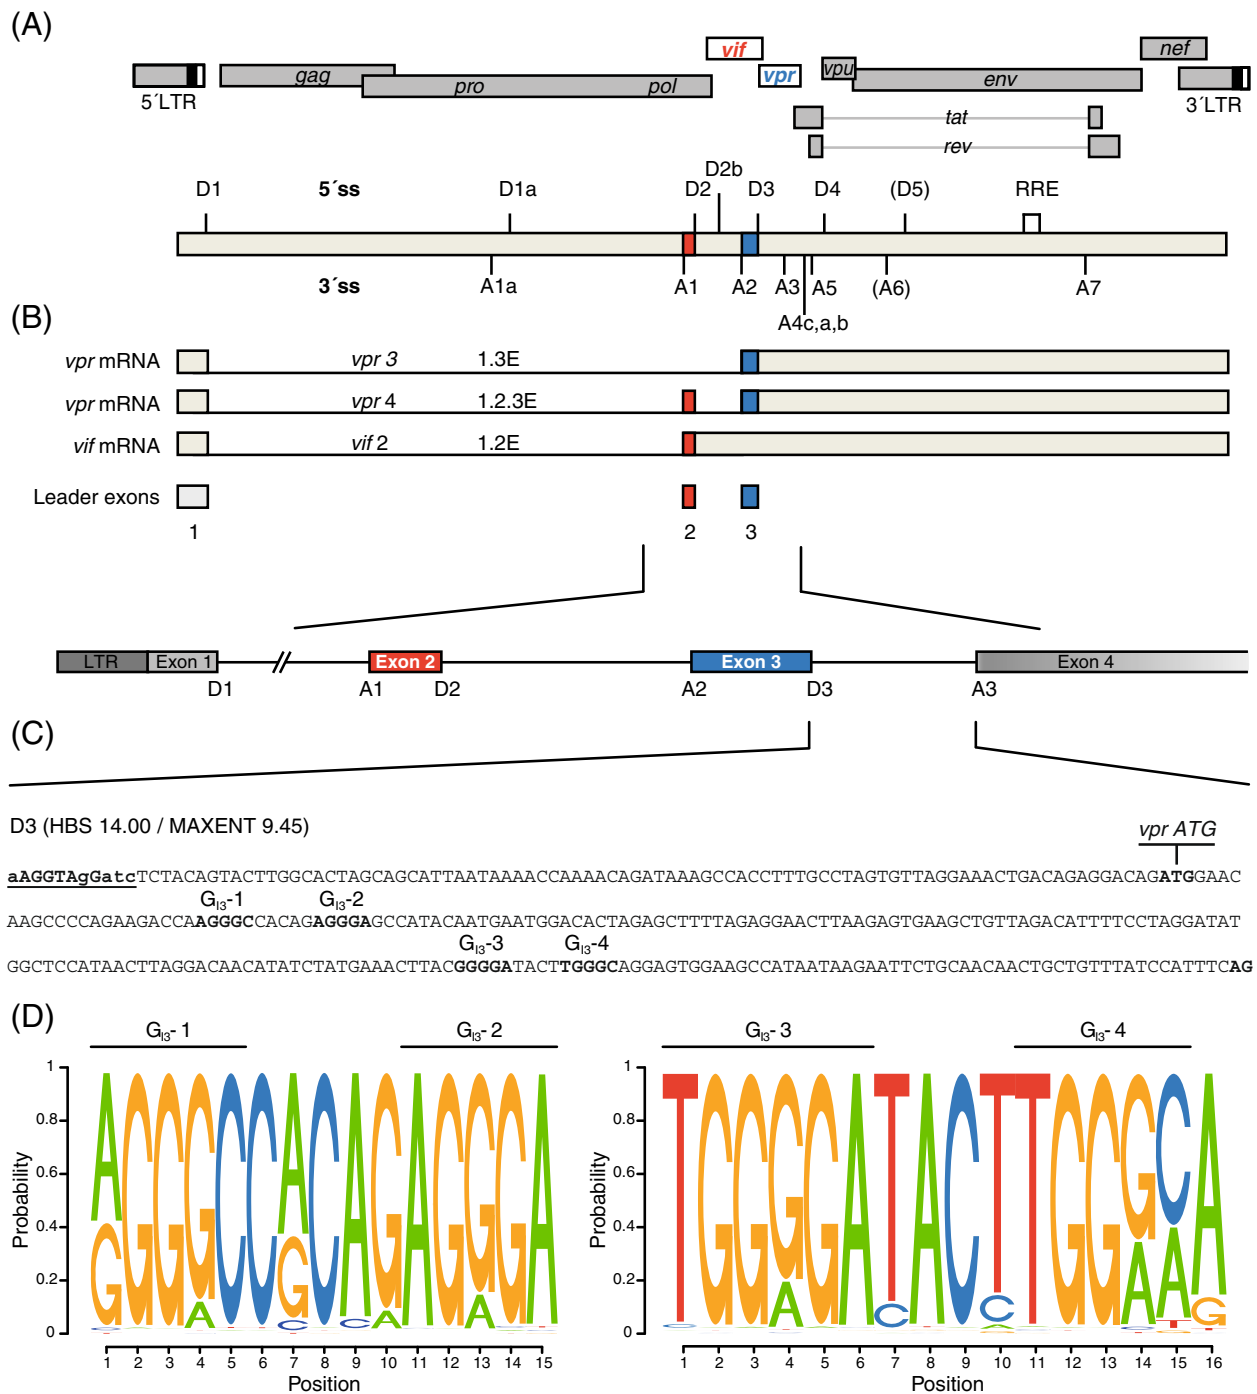 (A)
vif
nef
gag
pro
pol
vpr
vpu
env
5´LTR
3´LTR
tat
rev
D1
5´ss
D1a
D2
D2b
D3
D4
(D5)
RRE
3´ss
A1a
A1
A2
A3
A5
(A6)
A7
A4c,a,b
(B)
vpr mRNA vpr 3 1.3E
vpr mRNA vpr 4 1.2.3E
vif mRNA vif 2 1.2E
Leader exons
1 2 3
LTR Exon 1 Exon 2 Exon 3 Exon 4
D1 A1 D2 A2 D3 A3
(C)
D3 (HBS 14.00 / MAXENT 9.45)
vpr ATG
aAGGTAgGatcTCTACAGTACTTGGCACTAGCAGCATTAATAAAACCAAAACAGATAAAGCCACCTTTGCCTAGTGTTAGGAAACTGACAGAGGACAGATGGAAC
GI3-1 GI3-2
AAGCCCCAGAAGACCAAGGGCCACAGAGGGAGCCATACAATGAATGGACACTAGAGCTTTTAGAGGAACTTAAGAGTGAAGCTGTTAGACATTTTCCTAGGATAT
GI3-3 GI3-4
GGCTCCATAACTTAGGACAACATATCTATGAAACTTACGGGGATACTTGGGCAGGAGTGGAAGCCATAATAAGAATTCTGCAACAACTGCTGTTTATCCATTTCAG
(D)
GI3-1 GI3-2
Probability
1
0.8
0.6
0.4
0.2
0
AGGGCCACAGAGGGA
G A G C A A
C
1 2 3 4 5 6 7 8 9 10 11 12 13 14 15
Position
GI3-3 GI3-4
Probability
1
0.8
0.6
0.4
0.2
0
TGGGATACTTGGGCA
A C C A A G
1 2 3 4 5 6 7 8 9 10 11 12 13 14 15 16
Position